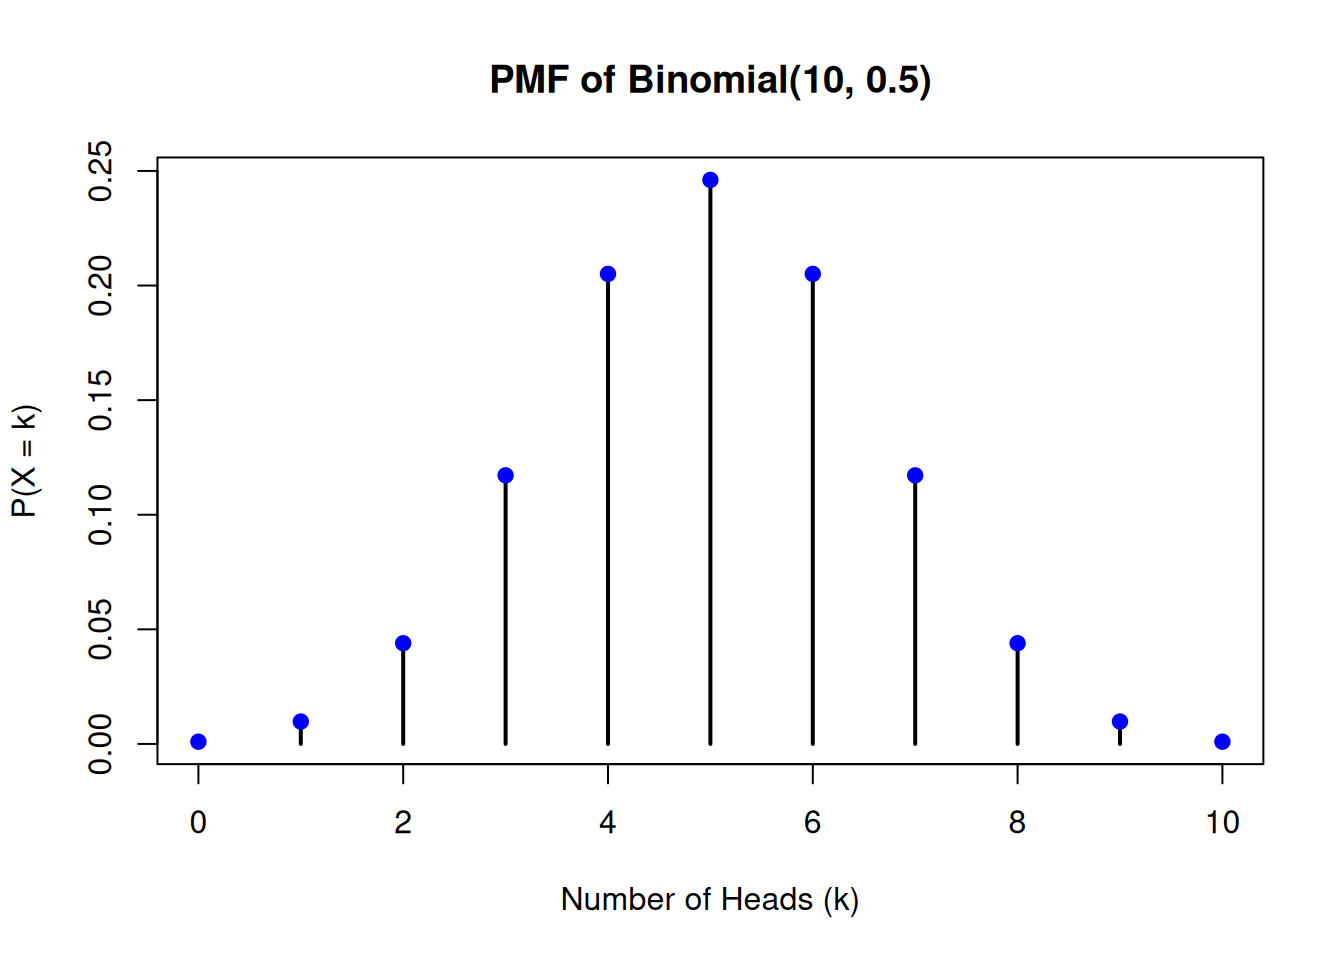 PMF of Binomial(10, 0.5)
P(X = k)
0.25
0.20
0.15
0.10
0.05
0.00
0 2 4 6 8 10
Number of Heads (k)